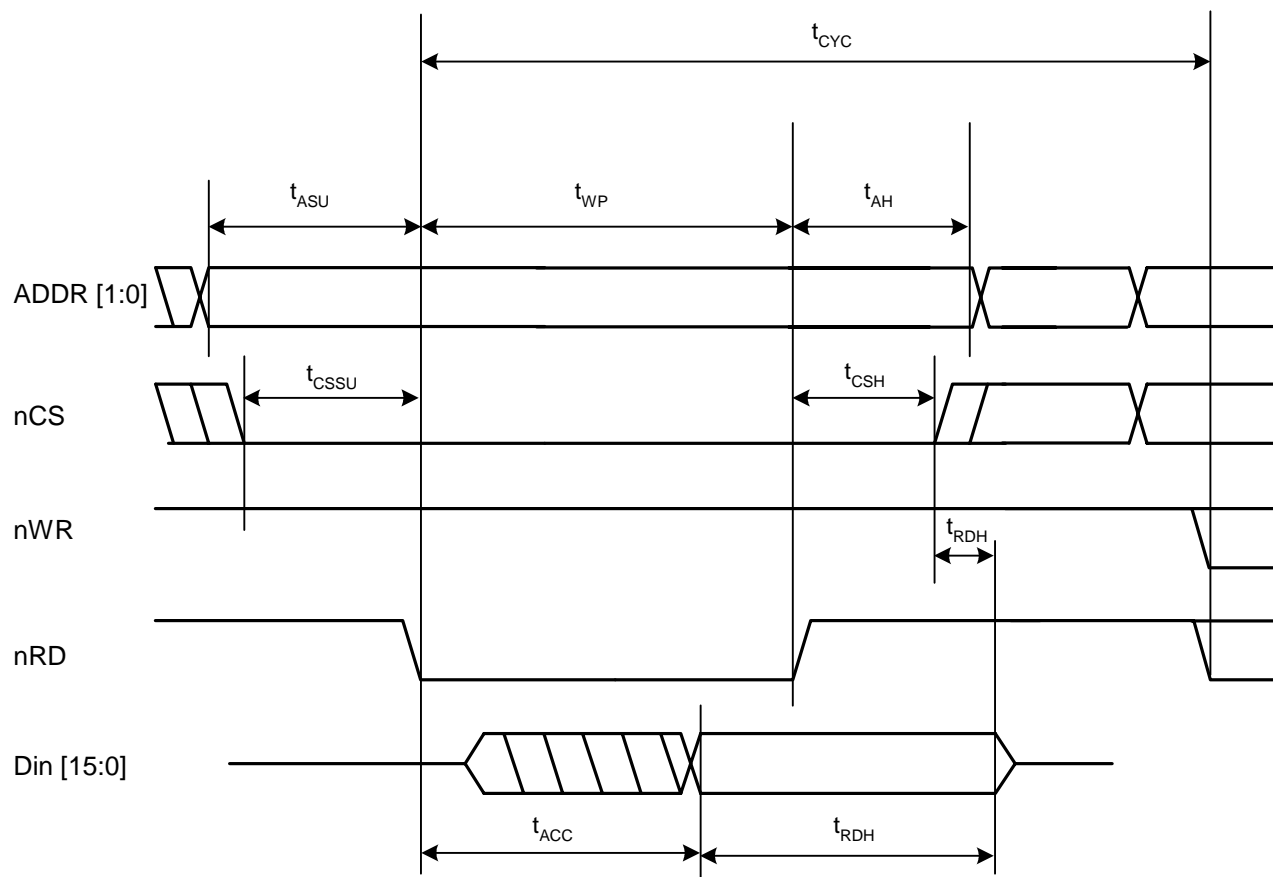 tCYC
tASU
tWP
tAH
ADDR [1:0]
tCSSU
tCSH
nCS
nWR
tRDH
nRD
Din [15:0]
tACC
tRDH